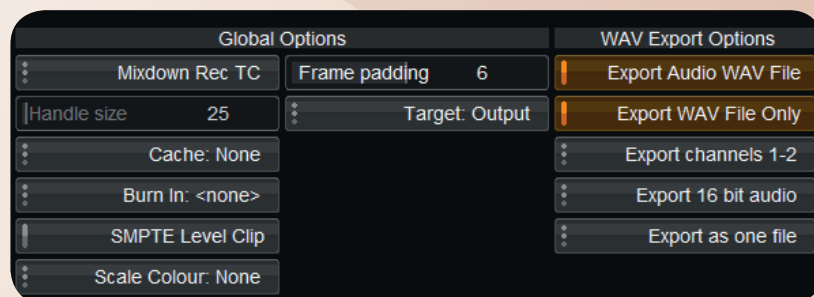 Global Options
Mixdown Rec TC
Frame padding 6
Handle size 25
Target: Output
Cache: None
Burn In: <none>
SMPTE Level Clip
Scale Colour: None
WAV Export Options
Export Audio WAV File
Export WAV File Only
Export channels 1-2
Export 16 bit audio
Export as one file